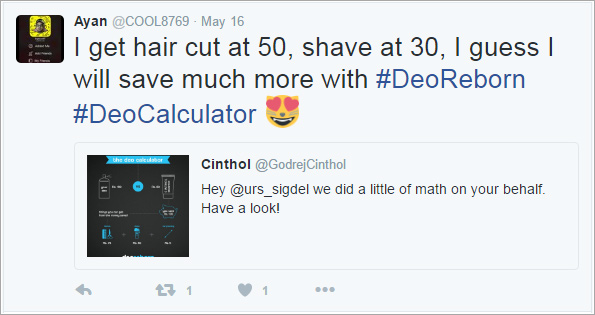 Ayan @COOL8769 · May 16
I get hair cut at 50, shave at 30, I guess I
will save much more with #DeoReborn
#DeoCalculator 😻
the deo calculator
Cinthol @GodrejCinthol
Hey @urs_sigdel we did a little of math on your behalf.
Have a look!
1 1